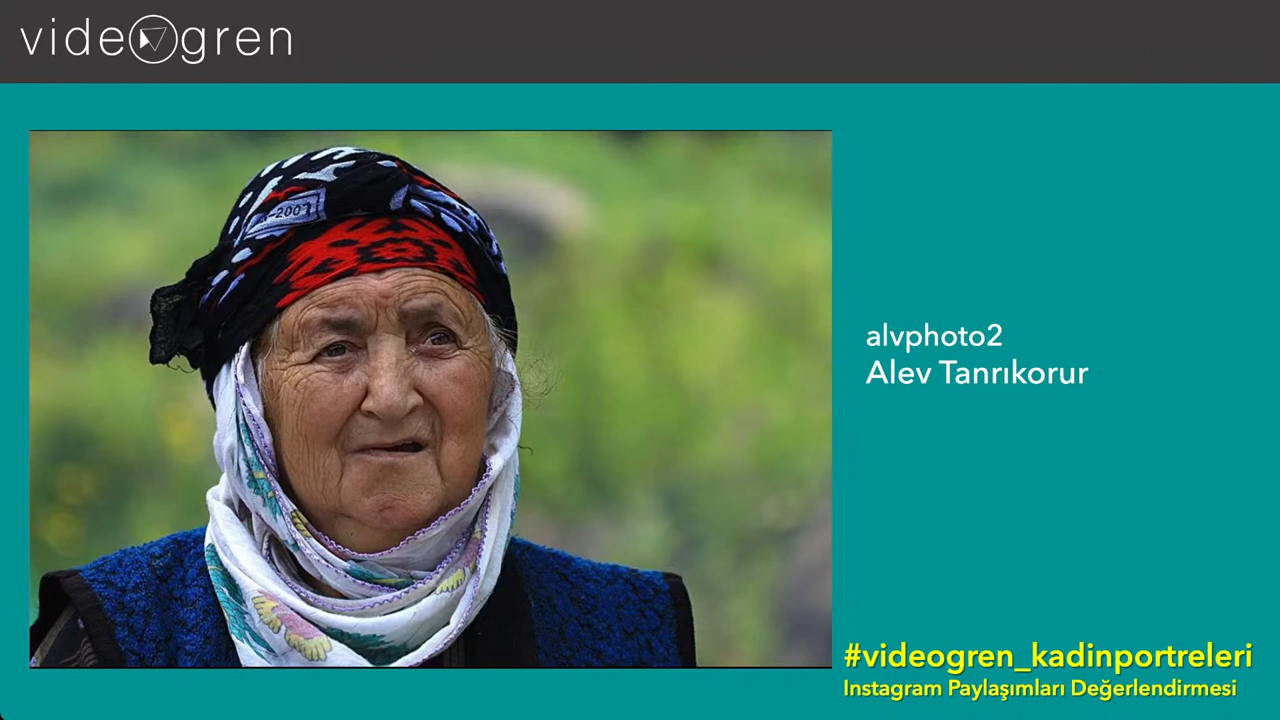 videogren
alvphoto2
Alev Tanrıkorur
#videogren_kadinportreleri
Instagram Paylaşımları Değerlendirmesi